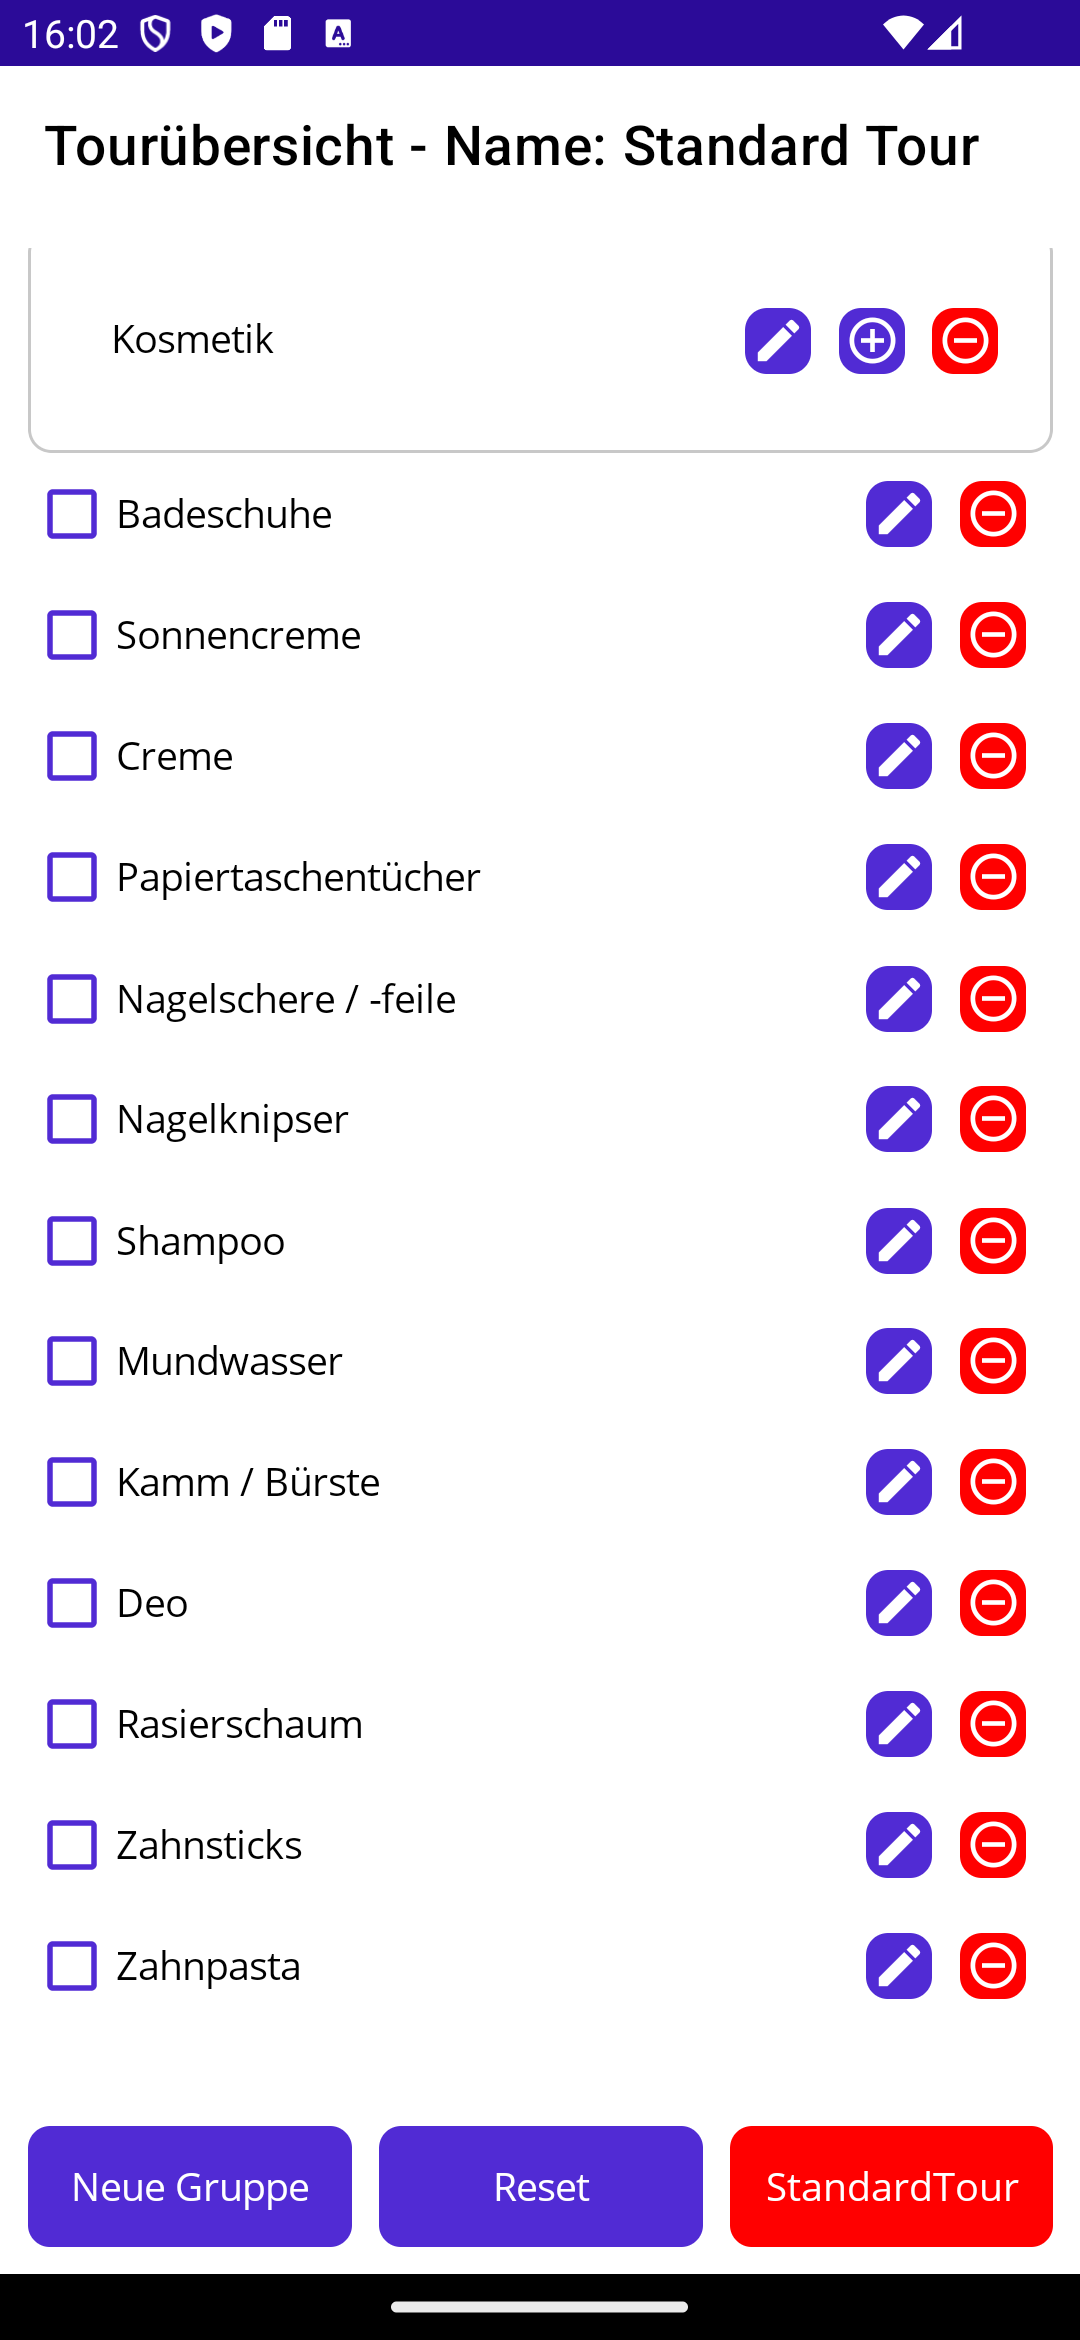 16:02
Tourübersicht - Name: Standard Tour
Kosmetik
Badeschuhe
Sonnencreme
Creme
Papiertaschentücher
Nagelschere / -feile
Nagelknipser
Shampoo
Mundwasser
Kamm / Bürste
Deo
Rasierschaum
Zahnsticks
Zahnpasta
Neue Gruppe
Reset
StandardTour